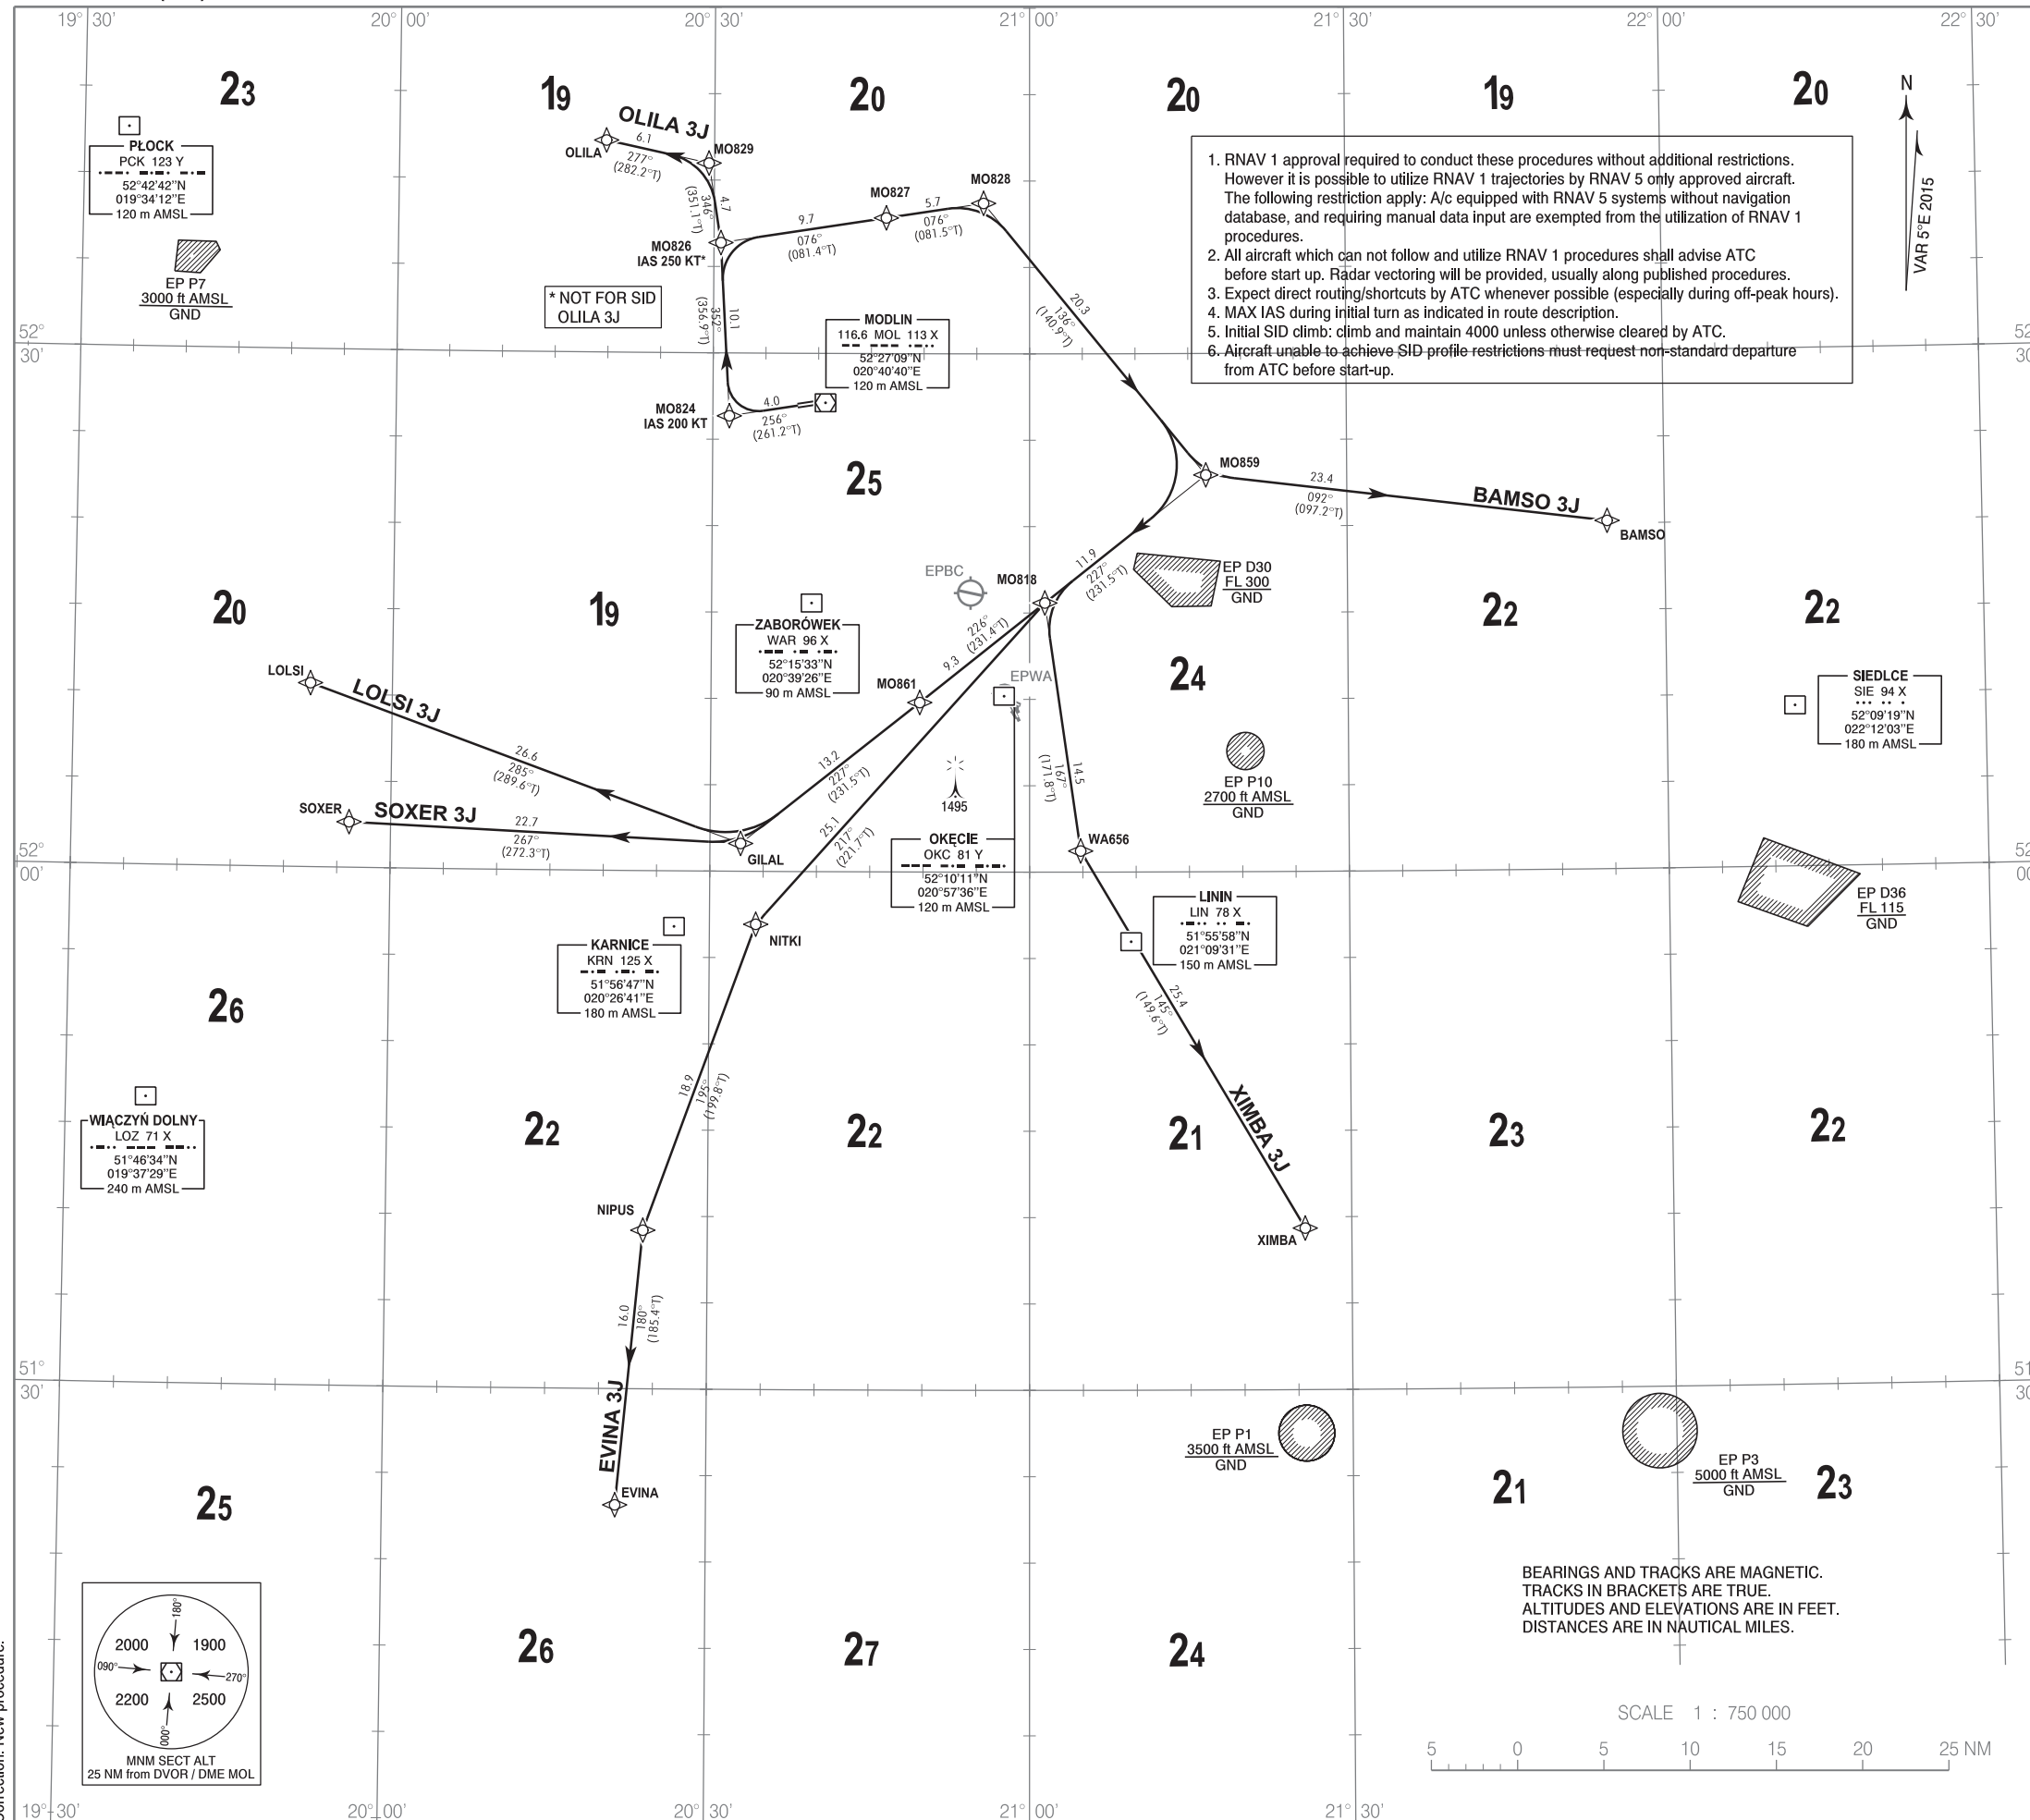 19° 30'
20° 00'
20° 30'
21° 00'
21° 30'
22° 00'
22° 30'
23
19
20
20
19
20
N
VAR 5°E 2015
PŁOCK
PCK 123 Y
52°42'42"N
019°34'12"E
120 m AMSL
EP P7
3000 ft AMSL
GND
OLILA 3J
OLILA
6.1
277°
(282.2°T)
MO829
4.7
346°
(351.1°T)
MO826
IAS 250 KT*
9.7
076°
(081.4°T)
MO827
5.7
076°
(081.5°T)
MO828
* NOT FOR SID
OLILA 3J
10.1
352°
(356.9°T)
MO824
IAS 200 KT
4.0
256°
(261.2°T)
MODLIN
116.6 MOL 113 X
52°27'09"N
020°40'40"E
120 m AMSL
20.3
136°
(140.9°T)
1. RNAV 1 approval required to conduct these procedures without additional restrictions.
However it is possible to utilize RNAV 1 trajectories by RNAV 5 only approved aircraft.
The following restriction apply: A/c equipped with RNAV 5 systems without navigation
database, and requiring manual data input are exempted from the utilization of RNAV 1
procedures.
2. All aircraft which can not follow and utilize RNAV 1 procedures shall advise ATC
before start up. Radar vectoring will be provided, usually along published procedures.
3. Expect direct routing/shortcuts by ATC whenever possible (especially during off-peak hours).
4. MAX IAS during initial turn as indicated in route description.
5. Initial SID climb: climb and maintain 4000 unless otherwise cleared by ATC.
6. Aircraft unable to achieve SID profile restrictions must request non-standard departure
from ATC before start-up.
52°
30'
52
30
25
MO859
23.4
092°
(097.2°T)
BAMSO 3J
BAMSO
11.9
227°
(231.5°T)
EP D30
FL 300
GND
EPBC
MO818
20
19
22
22
ZABORÓWEK
WAR 96 X
52°15'33"N
020°39'26"E
90 m AMSL
226°
(231.4°T)
9.3
MO861
EPWA
24
LOLSI
LOLSI 3J
26.6
285°
(289.6°T)
SIEDLCE
SIE 94 X
52°09'19"N
022°12'03"E
180 m AMSL
13.2
227°
(231.5°T)
14.5
167°
(171.8°T)
1495
EP P10
2700 ft AMSL
GND
SOXER
SOXER 3J
22.7
267°
(272.3°T)
GILAL
25.1
217°
(221.7°T)
OKĘCIE
OKC 81 Y
52°10'11"N
020°57'36"E
120 m AMSL
WA656
52°
00'
52
00
EP D36
FL 115
GND
NITKI
KARNICE
KRN 125 X
51°56'47"N
020°26'41"E
180 m AMSL
LININ
LIN 78 X
51°55'58"N
021°09'31"E
150 m AMSL
26
25.4
145°
(149.6°T)
18.9
195°
(199.8°T)
WIĄCZYŃ DOLNY
LOZ 71 X
51°46'34"N
019°37'29"E
240 m AMSL
22
22
21
XIMBA 3J
23
22
NIPUS
XIMBA
16.0
180°
(185.4°T)
51°
30'
51
30
EVINA 3J
EVINA
EP P1
3500 ft AMSL
GND
EP P3
5000 ft AMSL
GND
25
21
23
BEARINGS AND TRACKS ARE MAGNETIC.
TRACKS IN BRACKETS ARE TRUE.
ALTITUDES AND ELEVATIONS ARE IN FEET.
DISTANCES ARE IN NAUTICAL MILES.
180°
2000
1900
090°
270°
2200
2500
000°
MNM SECT ALT
25 NM from DVOR / DME MOL
26
27
24
SCALE 1 : 750 000
5
0
5
10
15
20
25 NM
19° 30'
20° 00'
20° 30'
21° 00'
21° 30'
New procedure.